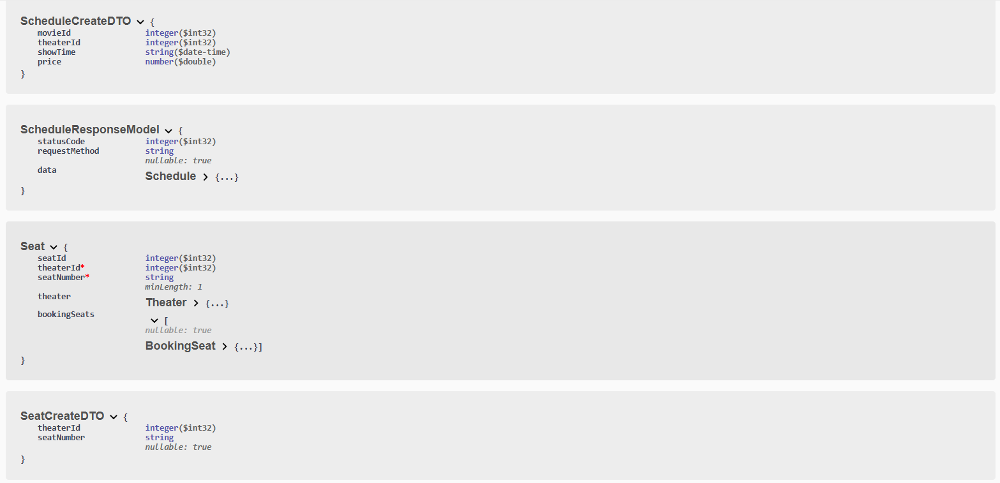 ScheduleCreateDTO {
movieId integer($int32)
theaterId integer($int32)
showTime string($date-time)
price number($double)
}
ScheduleResponseModel {
statusCode integer($int32)
requestMethod string
nullable: true
data Schedule > {...}
}
Seat {
seatId integer($int32)
theaterId* integer($int32)
seatNumber* string
minLength: 1
theater Theater > {...}
bookingSeats [
nullable: true
BookingSeat > {...}]
}
SeatCreateDTO {
theaterId integer($int32)
seatNumber string
nullable: true
}